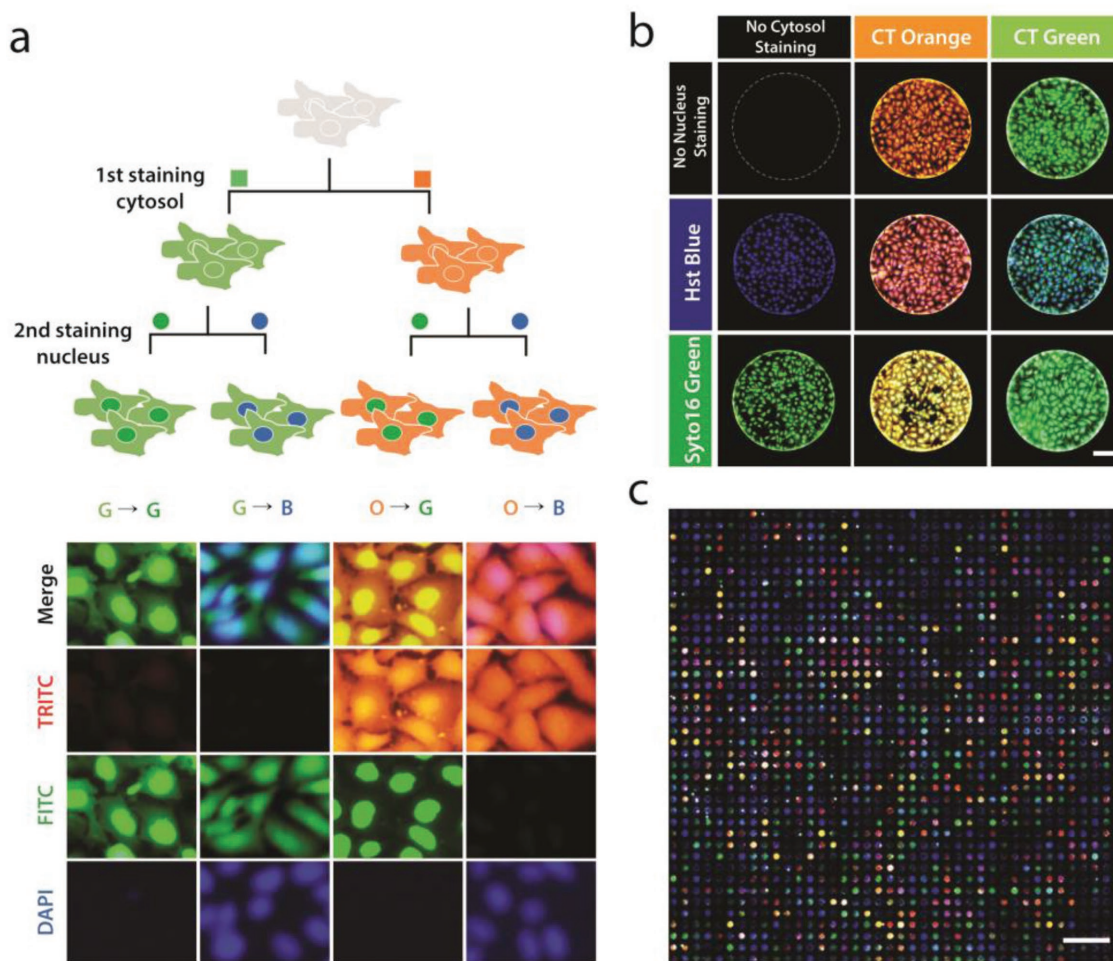 a
1st staining
cytosol
2nd staining
nucleus
G → G
G → B
O → G
O → B
Merge
TRITC
FITC
DAPI
b
No Cytosol
Staining
CT Orange
CT Green
No Nucleus
Staining
Hst Blue
Syto16 Green
c